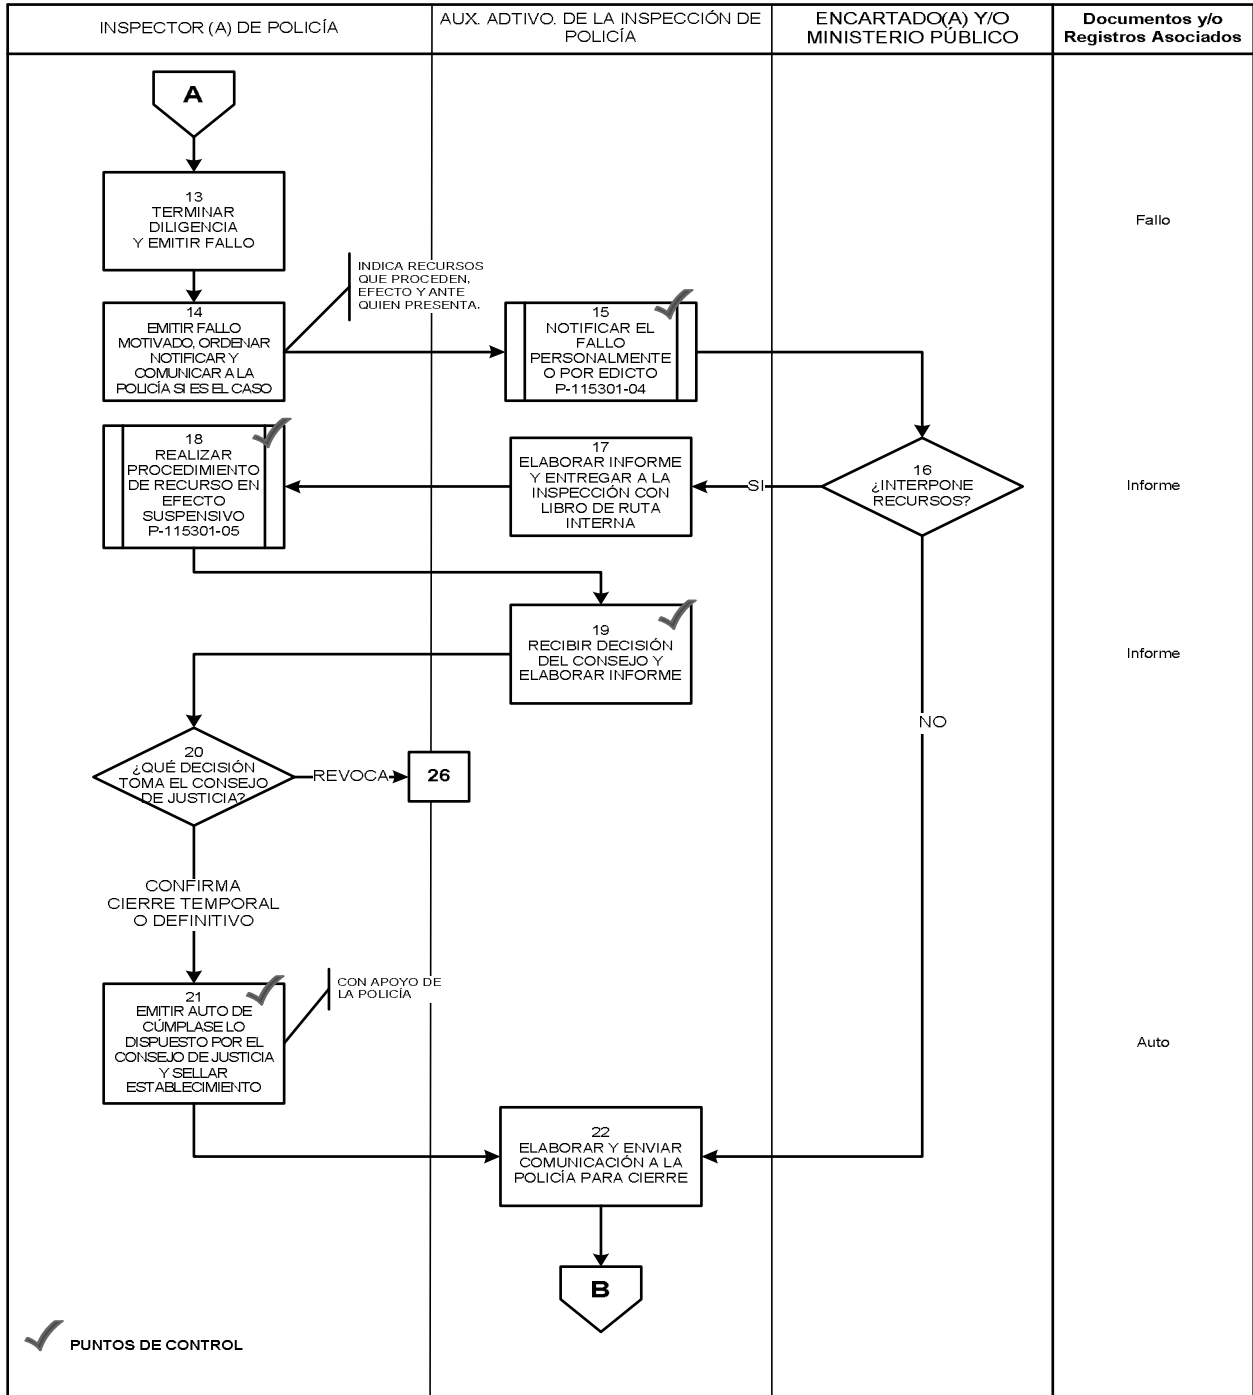 INSPECTOR (A) DE POLICÍA
AUX. ADTIVO. DE LA INSPECCIÓN DE
POLICÍA
ENCARTADO(A) Y/O
MINISTERIO PÚBLICO
Documentos y/o
Registros Asociados
A
13
TERMINAR
DILIGENCIA
Y EMITIR FALLO
Fallo
INDICA RECURSOS
QUE PROCEDEN,
EFECTO Y ANTE
QUIEN PRESENTA.
14
EMITIR FALLO
MOTIVADO, ORDENAR
NOTIFICAR Y
COMUNICAR A LA
POLICÍA SI ES EL CASO
15
NOTIFICAR EL
FALLO
PERSONALMENTE
O POR EDICTO
P-115301-04
16
¿INTERPONE
RECURSOS?
SI
17
ELABORAR INFORME
Y ENTREGAR A LA
INSPECCIÓN CON
LIBRO DE RUTA
INTERNA
Informe
18
REALIZAR
PROCEDIMIENTO
DE RECURSO EN
EFECTO
SUSPENSIVO
P-115301-05
19
RECIBIR DECISIÓN
DEL CONSEJO Y
ELABORAR INFORME
Informe
NO
20
¿QUÉ DECISIÓN
TOMA EL CONSEJO
DE JUSTICIA?
REVOCA
26
CONFIRMA
CIERRE TEMPORAL
O DEFINITIVO
CON APOYO DE
LA POLICÍA
21
EMITIR AUTO DE
CÚMPLASE LO
DISPUESTO POR EL
CONSEJO DE JUSTICIA
Y SELLAR
ESTABLECIMIENTO
Auto
22
ELABORAR Y ENVIAR
COMUNICACIÓN A LA
POLICÍA PARA CIERRE
B
PUNTOS DE CONTROL